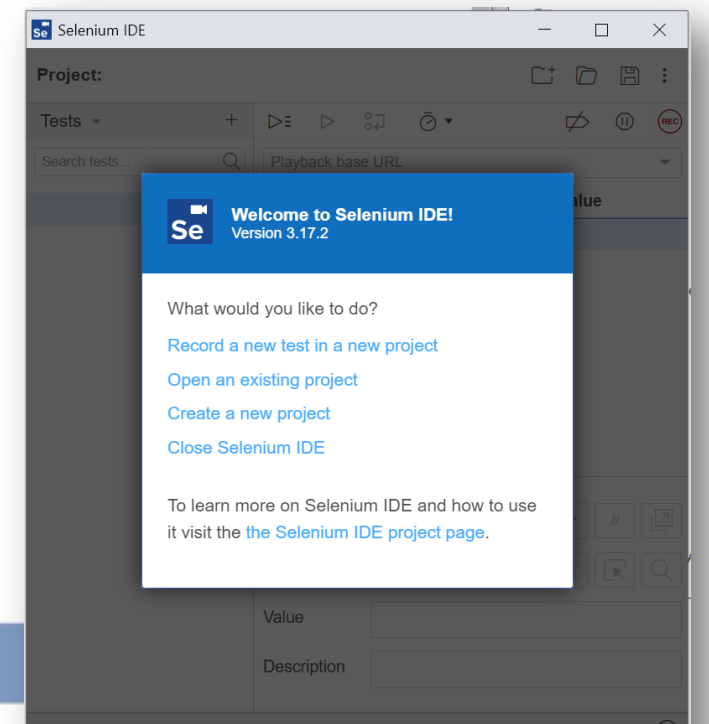 Se Selenium IDE
Project:
Tests
Search tests...
Playback base URL
REC
alue
Se
Welcome to Selenium IDE!
Version 3.17.2
What would you like to do?
Record a new test in a new project
Open an existing project
Create a new project
Close Selenium IDE
To learn more on Selenium IDE and how to use
it visit the the Selenium IDE project page.
//
Value
Description